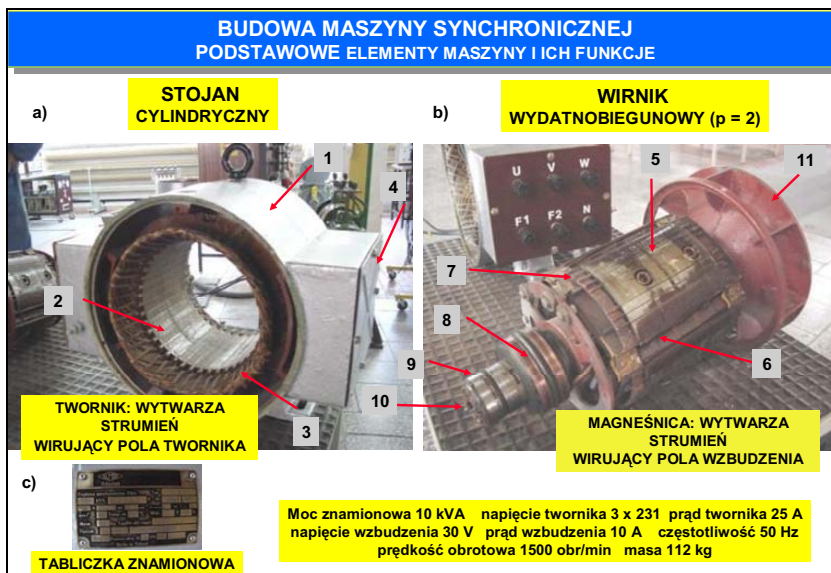 BUDOWA MASZYNY SYNCHRONICZNEJ
PODSTAWOWE ELEMENTY MASZYNY I ICH FUNKCJE
a)
STOJAN
CYLINDRYCZNY
b)
WIRNIK
WYDATNOBIEGUNOWY (p = 2)
1
4
2
3
TWORNIK: WYTWARZA
STRUMIEŃ
WIRUJĄCY POLA TWORNIKA
5
11
U V W
F1 F2 N
7
8
9
10
6
MAGNEŚNICA: WYTWARZA
STRUMIEŃ
WIRUJĄCY POLA WZBUDZENIA
c)
TABLICZKA ZNAMIONOWA
Moc znamionowa 10 kVA napięcie twornika 3 x 231 prąd twornika 25 A
napięcie wzbudzenia 30 V prąd wzbudzenia 10 A częstotliwość 50 Hz
prędkość obrotowa 1500 obr/min masa 112 kg